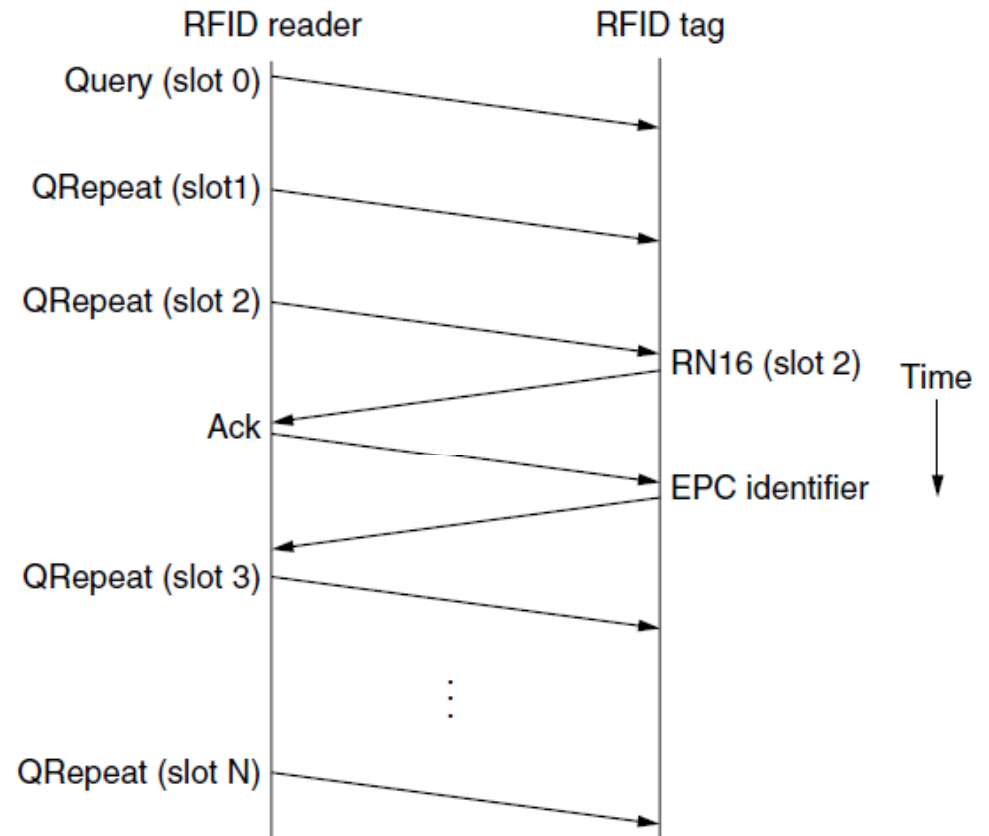 RFID reader
RFID tag
Query (slot 0)
QRepeat (slot1)
QRepeat (slot 2)
RN16 (slot 2)
Time
Ack
EPC identifier
QRepeat (slot 3)
QRepeat (slot N)